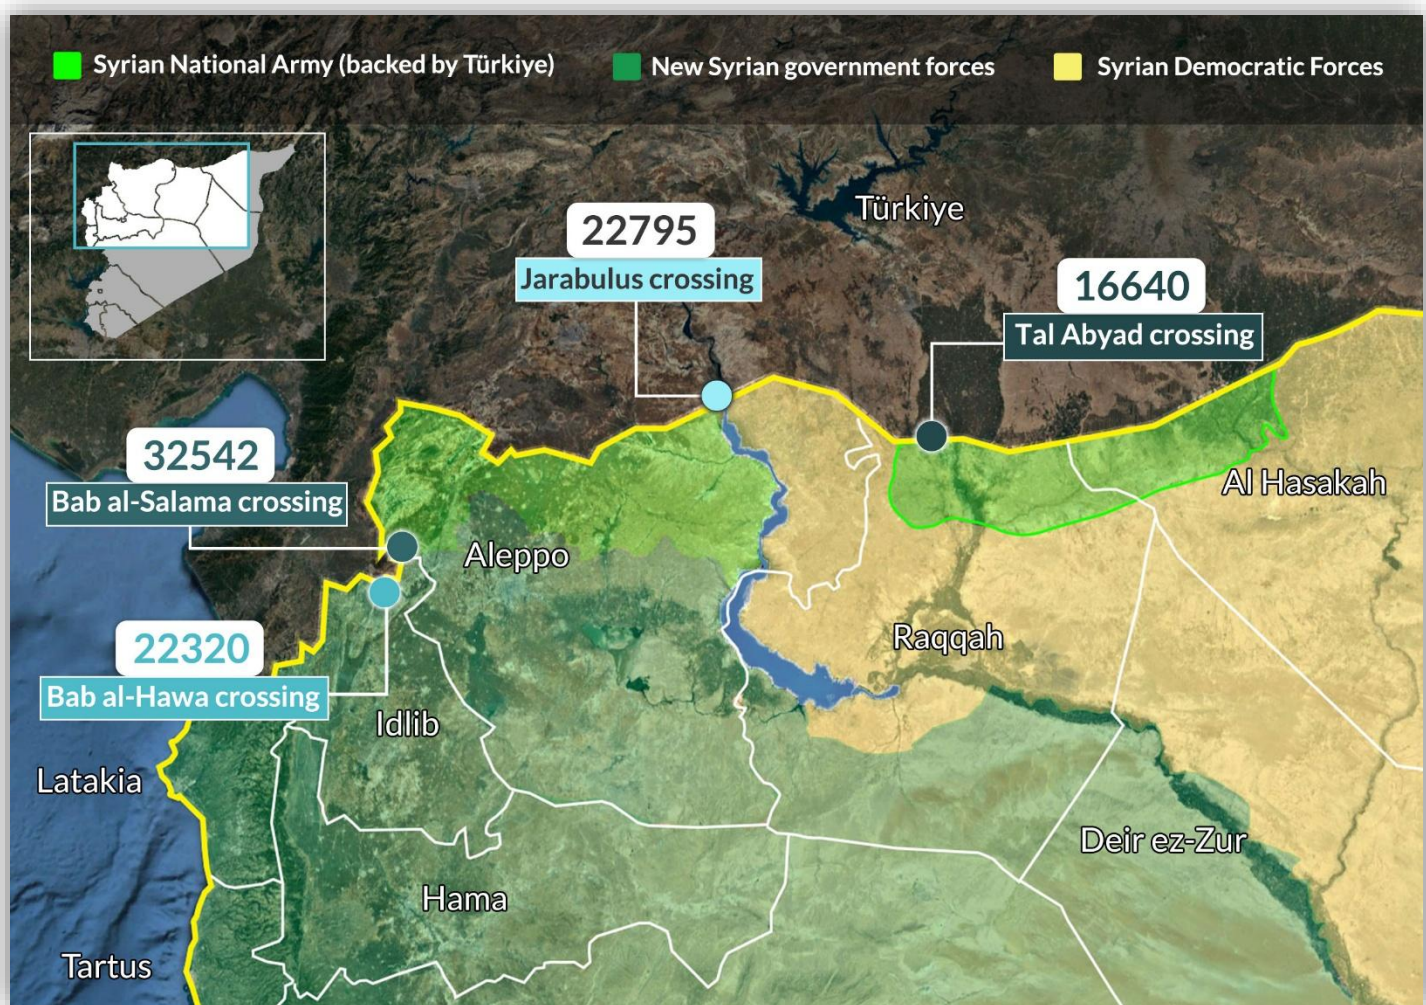 Syrian National Army (backed by Türkiye)
New Syrian government forces
Syrian Democratic Forces
Türkiye
22795
Jarabulus crossing
16640
Tal Abyad crossing
32542
Bab al-Salama crossing
Al Hasakah
Aleppo
22320
Bab al-Hawa crossing
Raqqah
Idlib
Latakia
Deir ez-Zur
Hama
Tartus